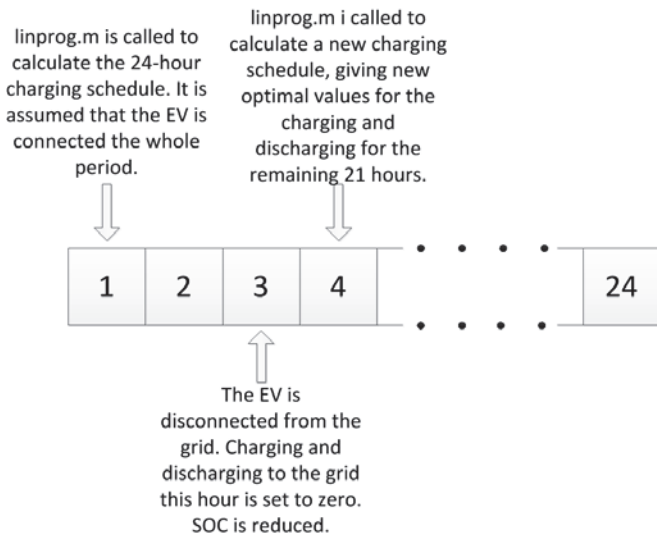 linprog.m is called to
calculate the 24-hour
charging schedule. It is
assumed that the EV is
connected the whole
period.
linprog.m i called to
calculate a new charging
schedule, giving new
optimal values for the
charging and
discharging for the
remaining 21 hours.
1 2 3 4 24
The EV is
disconnected from the
grid. Charging and
discharging to the grid
this hour is set to zero.
SOC is reduced.